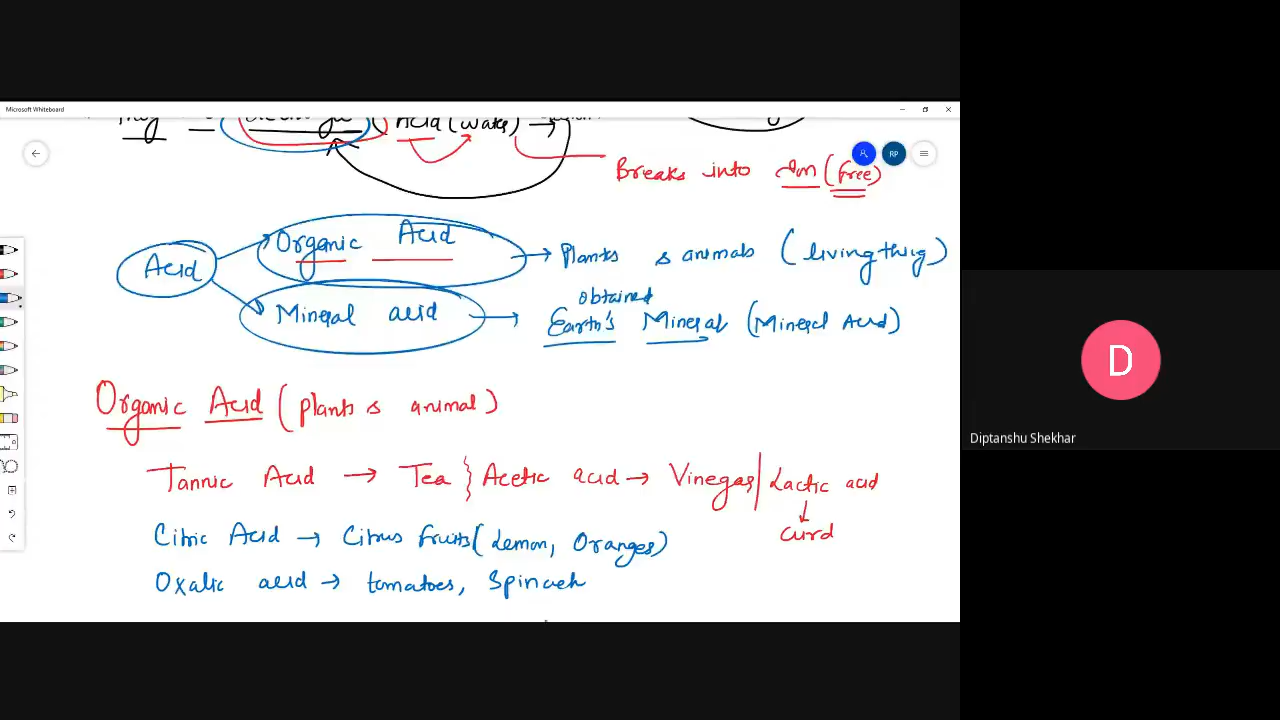 Microsoft Whiteboard
They Acid (water) →
Breaks into Ion (free)
RP
Acid
Organic Acid → Plants & animals (living thing)
obtained
Mineral acid → Earth's Mineral (Mineral Acid)
Organic Acid (plants & animal)
Tannic Acid → Tea } Acetic acid → Vinegar | Lactic acid
↓
curd
Citric Acid → Citrus fruits (Lemon, Oranges)
Oxalic acid → tomatoes, Spinach
D
Diptanshu Shekhar